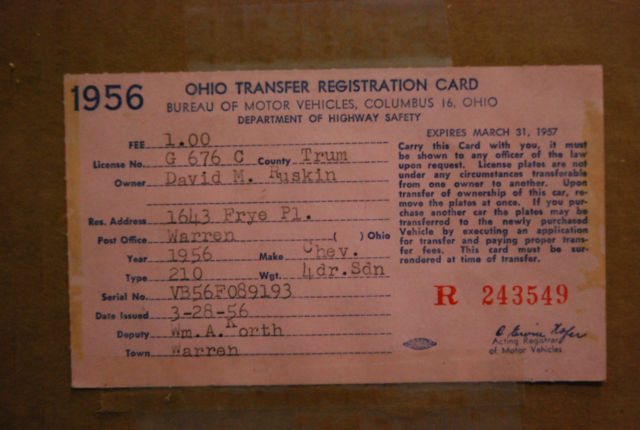 1956
OHIO TRANSFER REGISTRATION CARD
BUREAU OF MOTOR VEHICLES, COLUMBUS 16, OHIO
DEPARTMENT OF HIGHWAY SAFETY
FEE 1.00
License No. G 676 C County Trum
Owner David M. Ruskin
Res. Address 1643 Frye Pl.
Post Office Warren ( ) Ohio
Year 1956 Make Chev.
Type 210 Wgt. 4dr.Sdn
Serial No. VB56F089193
Date Issued 3-28-56
Deputy Wm.A.Korth
Town Warren
EXPIRES MARCH 31, 1957
Carry this Card with you, it must
be shown to any officer of the law
upon request. License plates are not
under any circumstances transferable
from one owner to another. Upon
transfer of ownership of this car, re-
move the plates at once. If you pur-
chase another car the plates may be
transferred to the newly purchased
Vehicle by executing an application
for transfer and paying proper trans-
fer fees. This card must be sur-
rendered at time of transfer.
R 243549
Acting Registrar
of Motor Vehicles